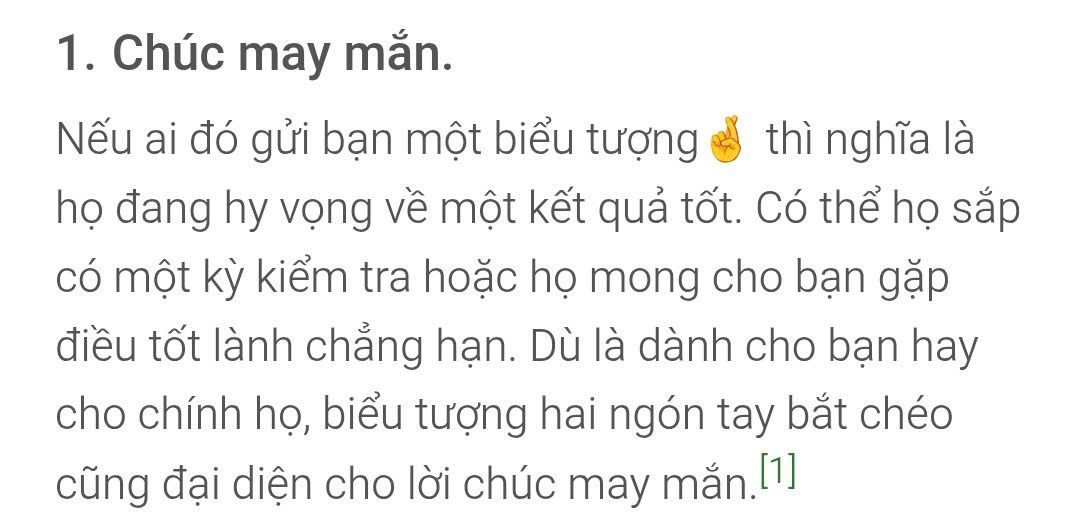 1. Chúc may mắn.
Nếu ai đó gửi bạn một biểu tượng🤞 thì nghĩa là
họ đang hy vọng về một kết quả tốt. Có thể họ sắp
có một kỳ kiểm tra hoặc họ mong cho bạn gặp
điều tốt lành chẳng hạn. Dù là dành cho bạn hay
cho chính họ, biểu tượng hai ngón tay bắt chéo
cũng đại diện cho lời chúc may mắn.[1]